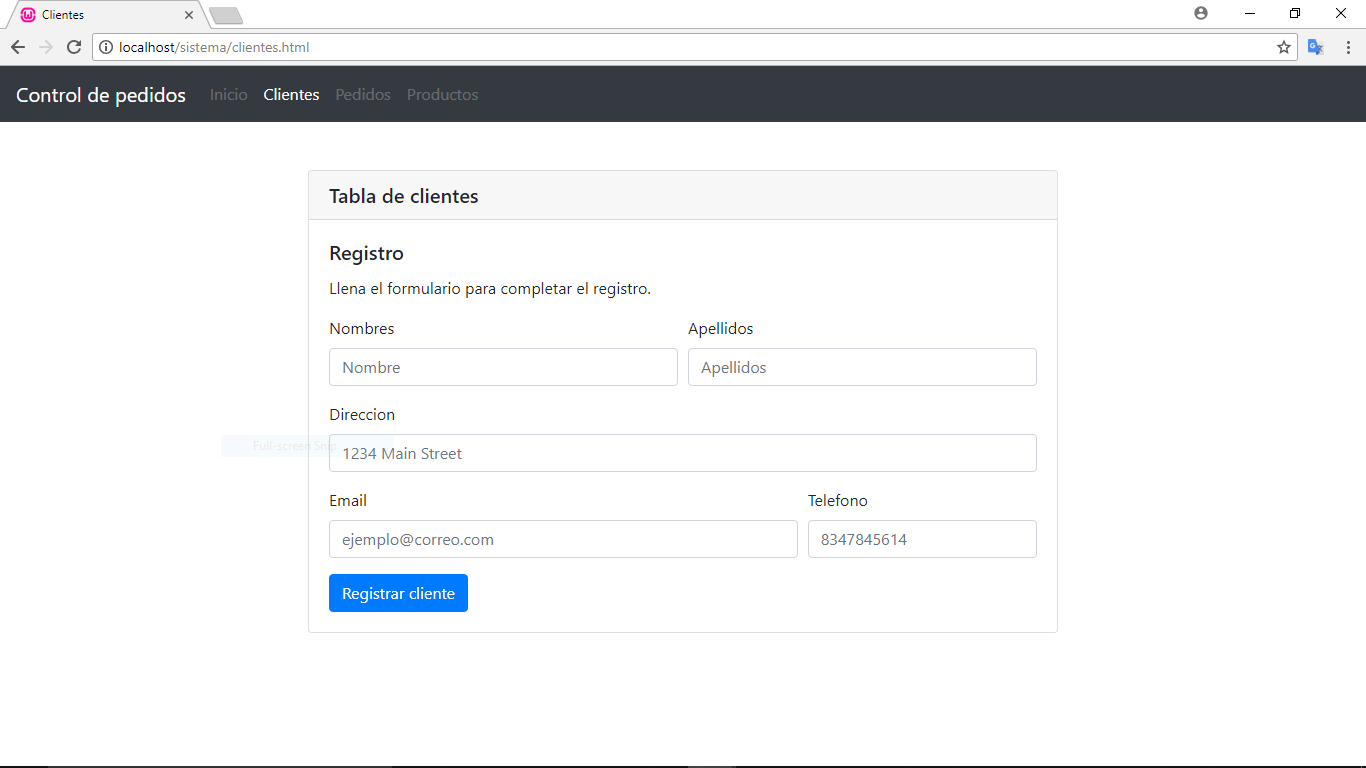 Clientes
localhost/sistema/clientes.html
Control de pedidos Inicio Clientes Pedidos Productos
Tabla de clientes
Registro
Llena el formulario para completar el registro.
Nombres Apellidos
Nombre Apellidos
Direccion
Full-screen Snip
1234 Main Street
Email Telefono
ejemplo@correo.com 8347845614
Registrar cliente